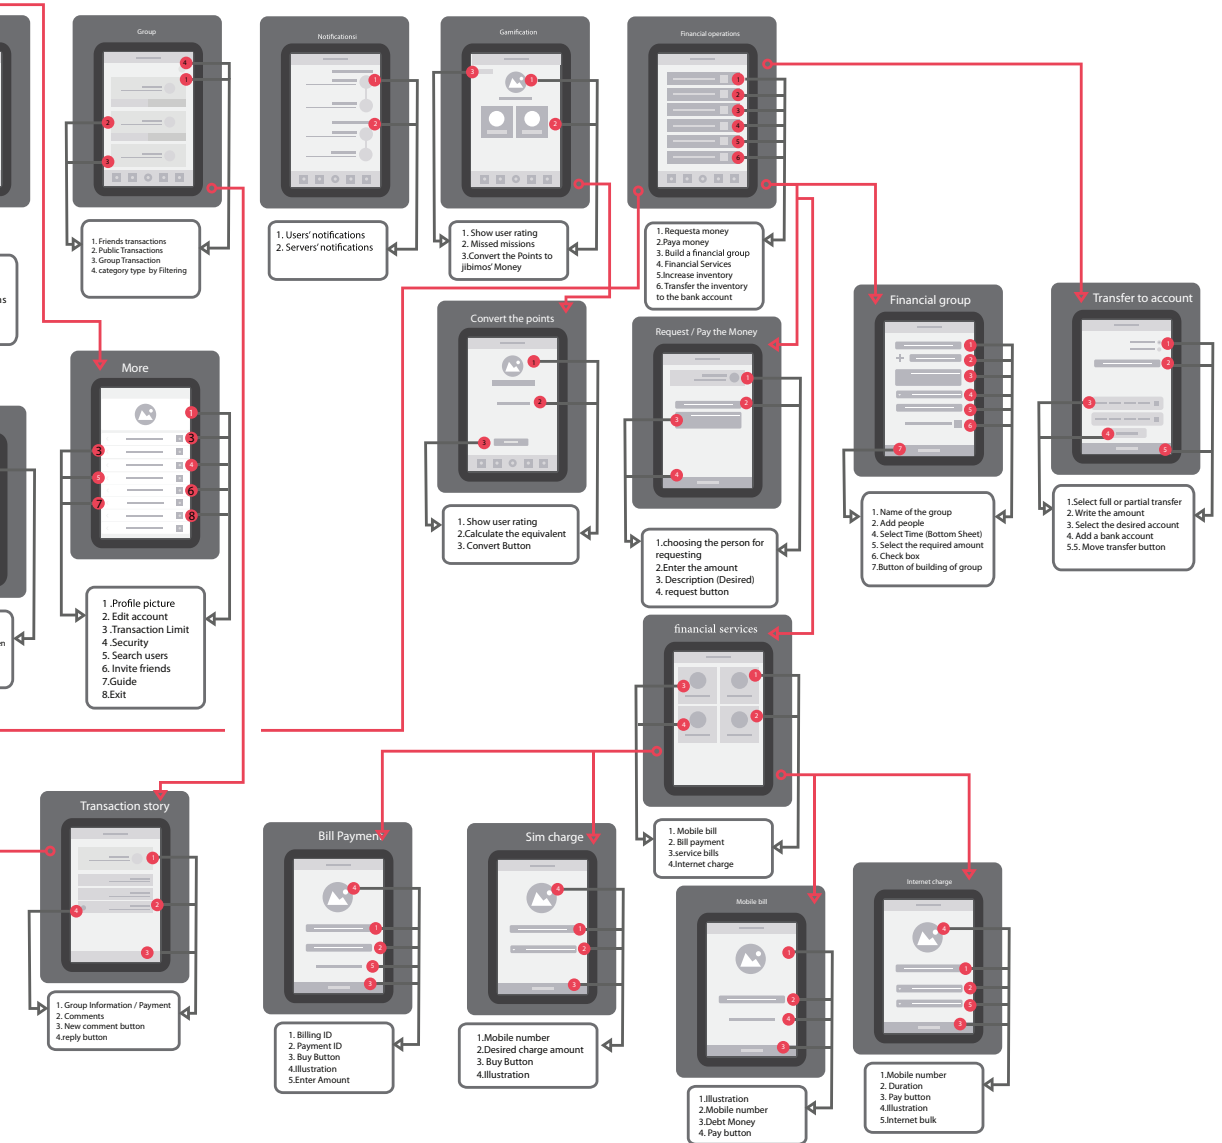 Group
Notifications:
Gamification
Financial operations
1. Friends transactions
2. Public Transactions
3. Group Transaction
4. category type by Filtering
1. Users' notifications
2. Servers' notifications
1. Show user rating
2. Missed missions
3.Convert the Points to
jibimos' Money
1. Requesta money
2.Paya money
3. Build a financial group
4. Financial Services
5.Increase inventory
6. Transfer the inventory
to the bank account
ns
More
Convert the points
Request / Pay the Money
Financial group
Transfer to account
1 .Profile picture
2. Edit account
3 .Transaction Limit
4 .Security
5. Search users
6. Invite friends
7.Guide
8.Exit
1. Show user rating
2.Calculate the equivalent
3. Convert Button
1.choosing the person for
requesting
2.Enter the amount
3. Description (Desired)
4. request button
1. Name of the group
2. Add people
4. Select Time (Bottom Sheet)
5. Select the required amount
6. Check box
7.Button of building of group
1.Select full or partial transfer
2. Write the amount
3. Select the desired account
4. Add a bank account
5.5. Move transfer button
en
financial services
1. Mobile bill
2. Bill payment
3.service bills
4.Internet charge
Transaction story
Bill Payment
Sim charge
Mobile bill
Internet charge
1. Group Information / Payment
2. Comments
3. New comment button
4.reply button
1. Billing ID
2. Payment ID
3. Buy Button
4.Illustration
5.Enter Amount
1.Mobile number
2.Desired charge amount
3. Buy Button
4.Illustration
1.Illustration
2.Mobile number
3.Debt Money
4. Pay button
1.Mobile number
2. Duration
3. Pay button
4.Illustration
5.Internet bulk